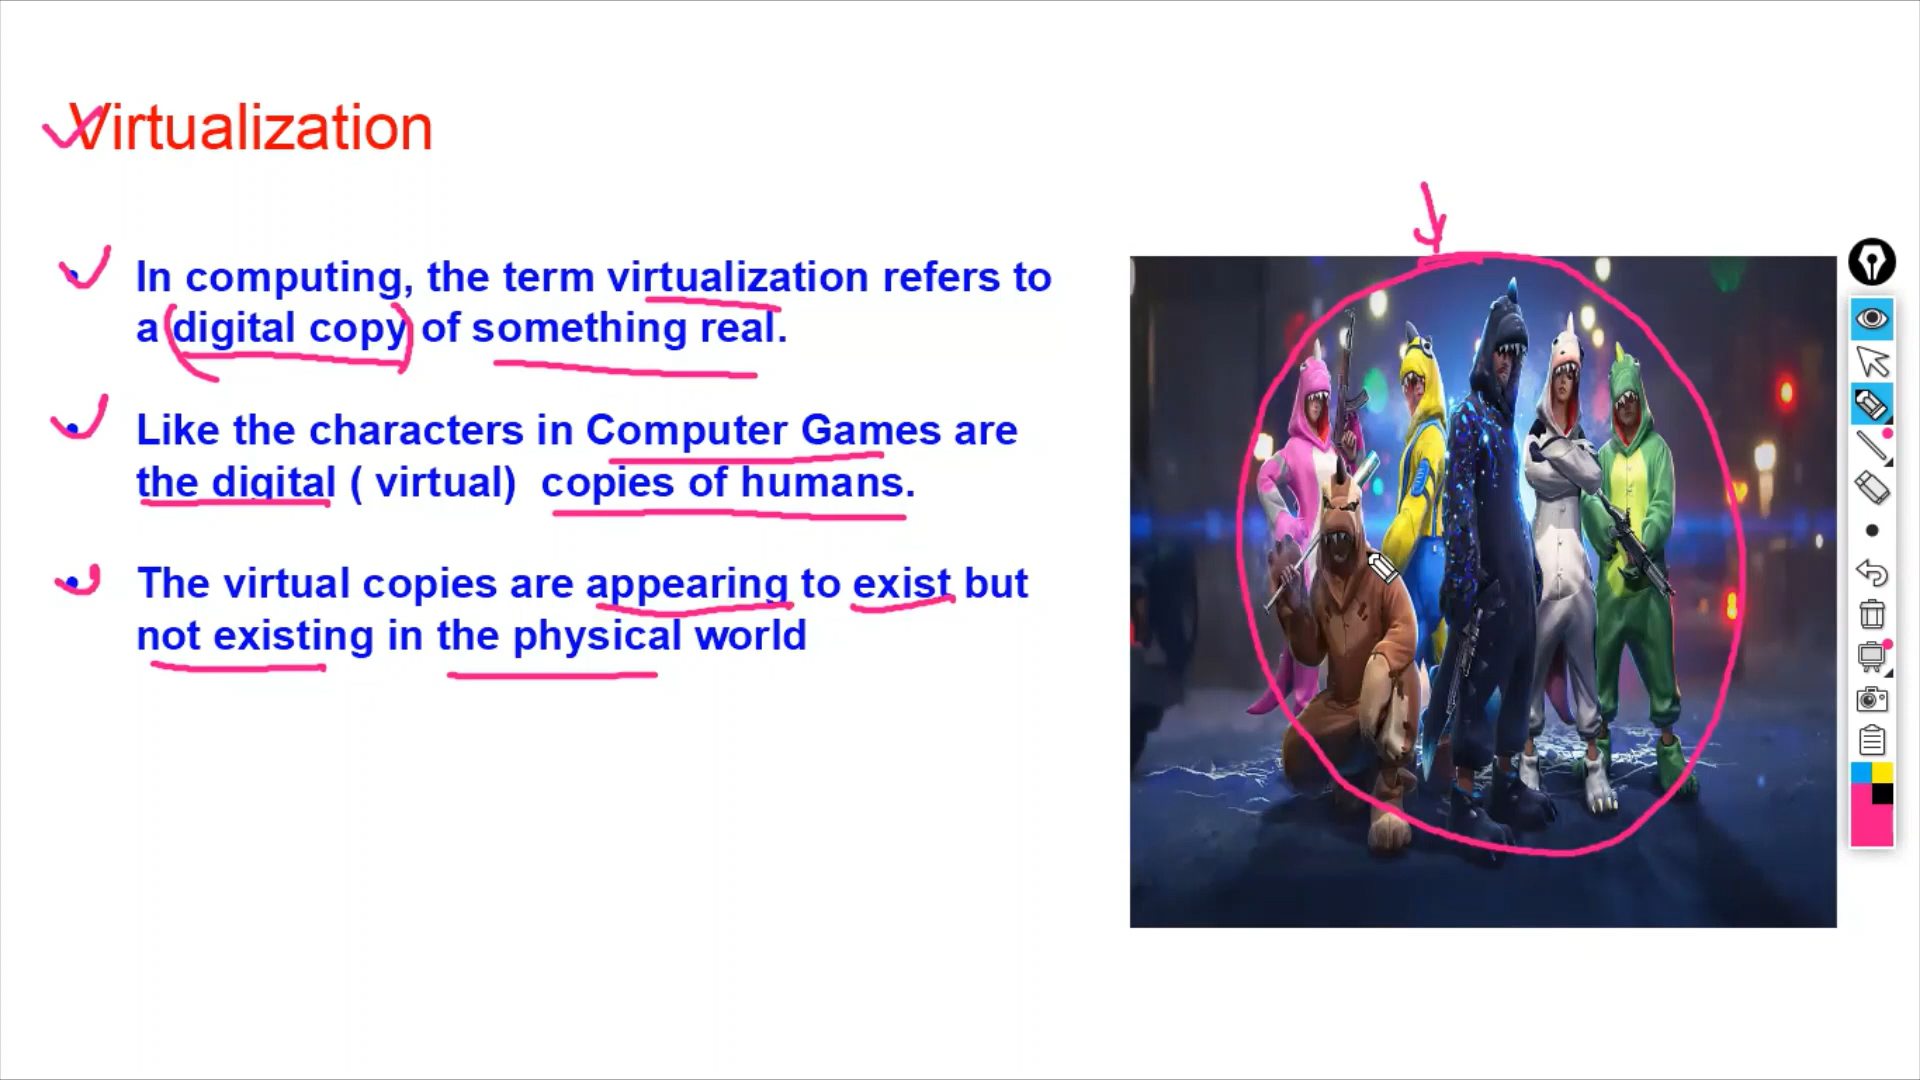 Virtualization
In computing, the term virtualization refers to
a digital copy of something real.
Like the characters in Computer Games are
the digital ( virtual) copies of humans.
The virtual copies are appearing to exist but
not existing in the physical world